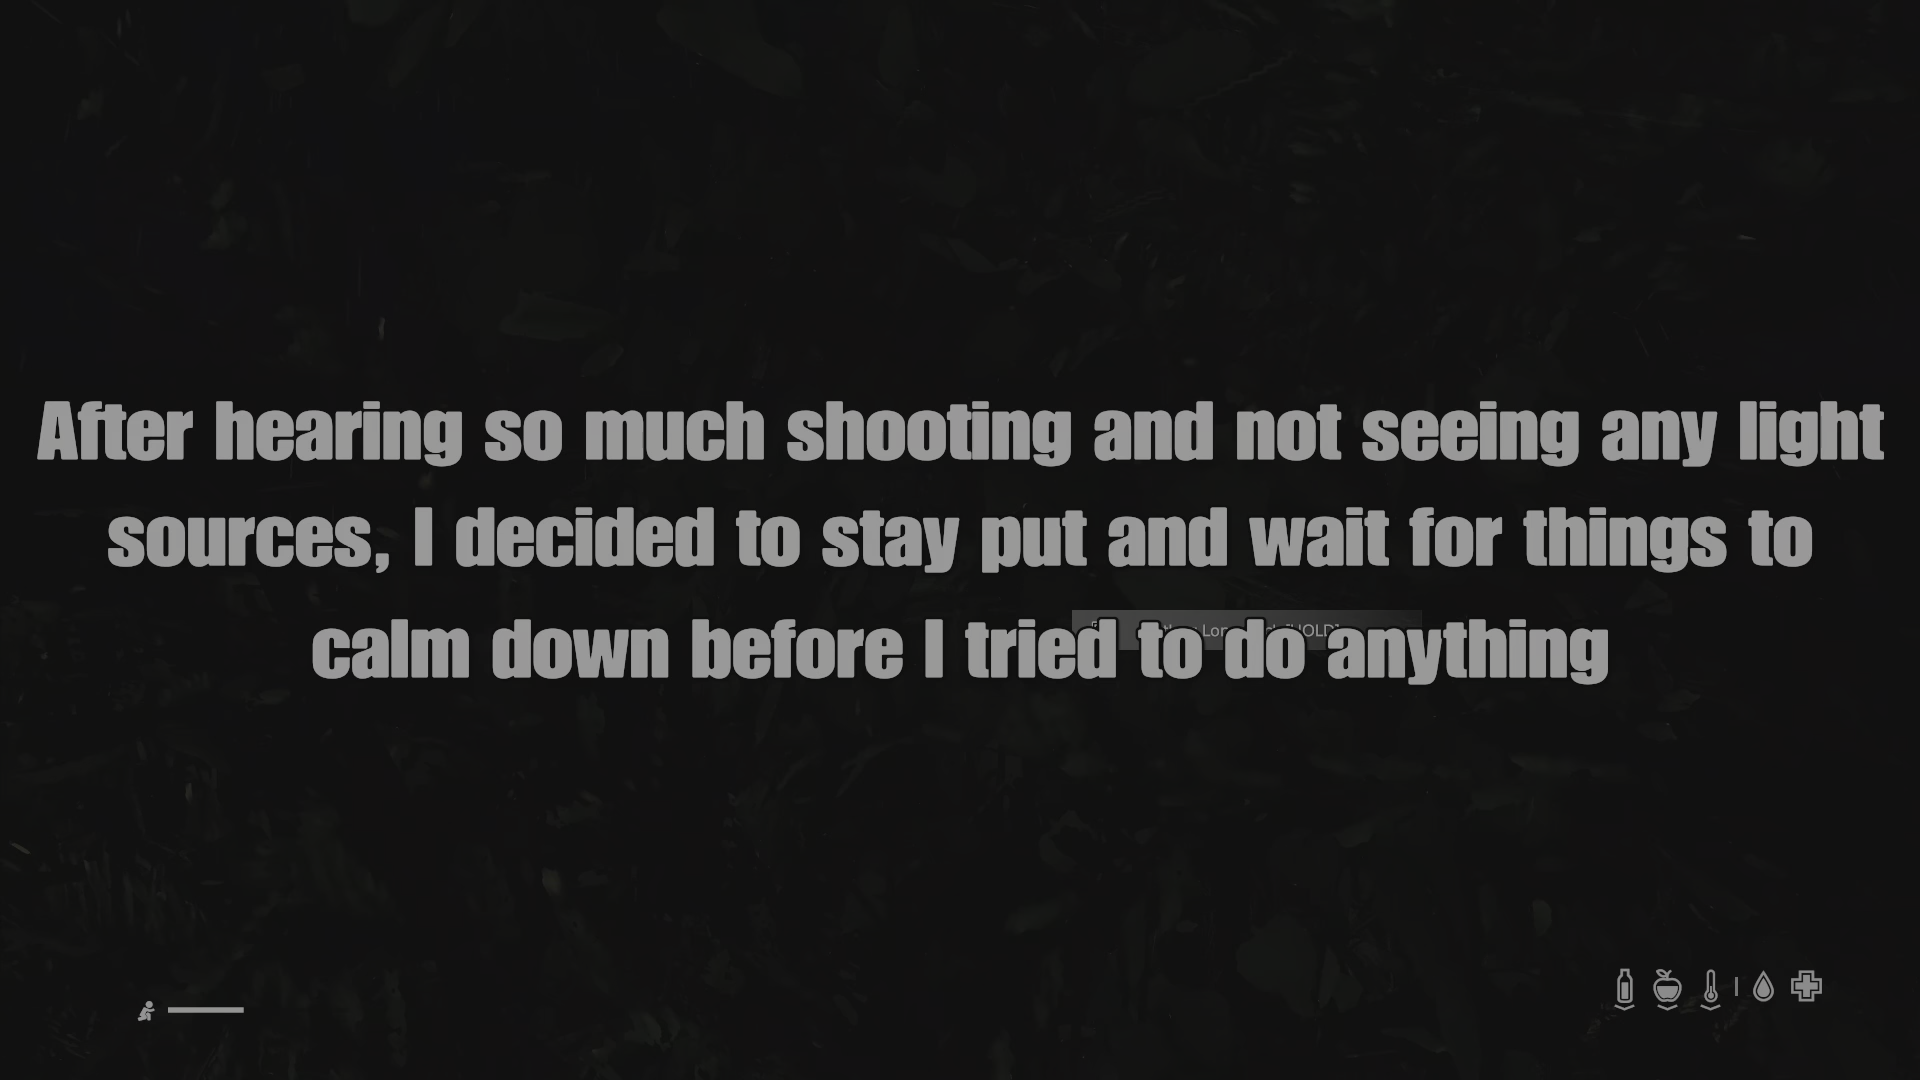 After hearing so much shooting and not seeing any light
sources, I decided to stay put and wait for things to
calm down before I tried to do anything